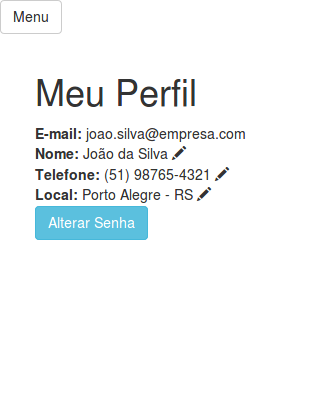 Menu
Meu Perfil
E-mail: joao.silva@empresa.com
Nome: João da Silva
Telefone: (51) 98765-4321
Local: Porto Alegre - RS
Alterar Senha